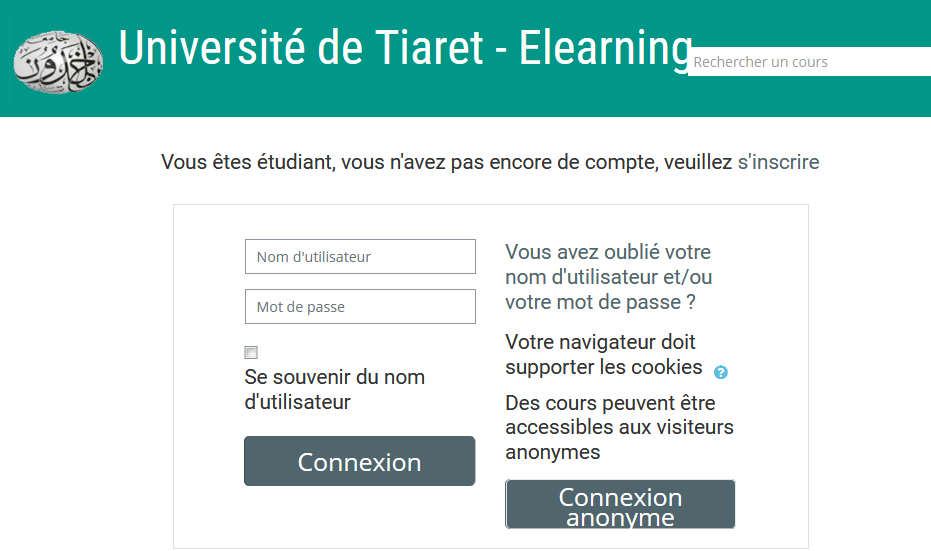 Université de Tiaret - Elearning
Rechercher un cours
Vous êtes étudiant, vous n'avez pas encore de compte, veuillez s'inscrire
Nom d'utilisateur
Mot de passe
Se souvenir du nom
d'utilisateur
Connexion
Vous avez oublié votre
nom d'utilisateur et/ou
votre mot de passe ?
Votre navigateur doit
supporter les cookies ?
Des cours peuvent être
accessibles aux visiteurs
anonymes
Connexion
anonyme